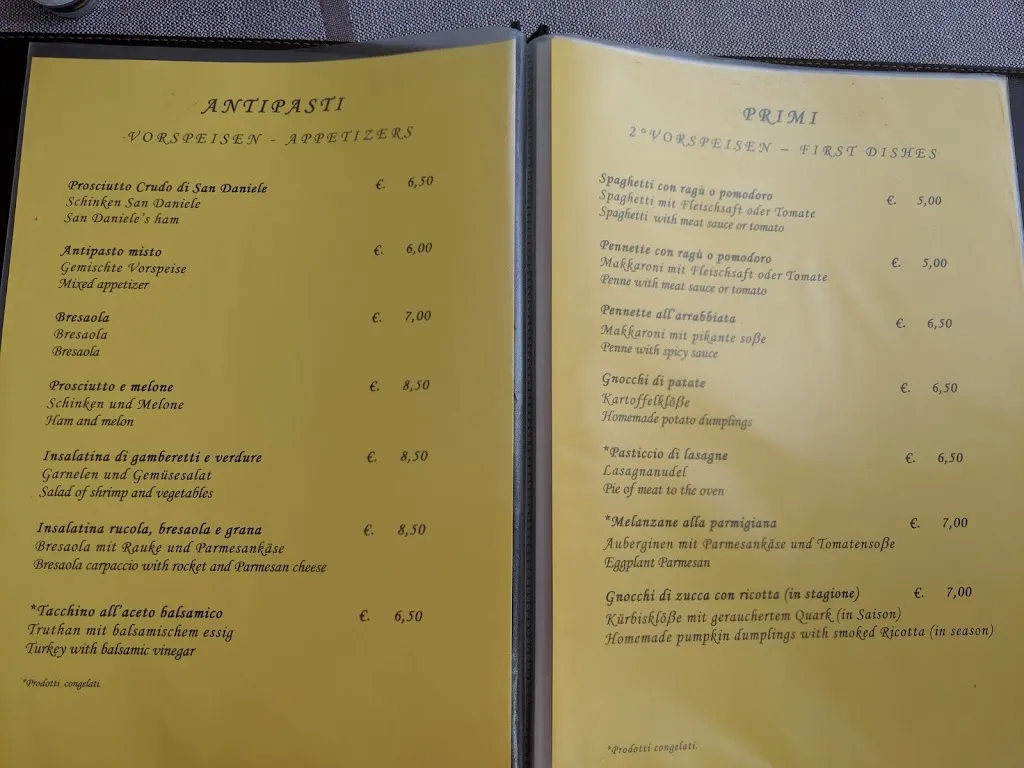 ANTIPASTI
VORSPEISEN - APPETIZERS
Prosciutto Crudo di San Daniele €. 6,50
Schinken San Daniele
San Daniele's ham
Antipasto misto €. 6,00
Gemischte Vorspeise
Mixed appetizer
Bresaola €. 7,00
Bresaola
Bresaola
Prosciutto e melone €. 8,50
Schinken und Melone
Ham and melon
Insalatina di gamberetti e verdure €. 8,50
Garnelen und Gemüsesalat
Salad of shrimp and vegetables
Insalatina rucola, bresaola e grana €. 8,50
Bresaola mit Rauke und Parmesankäse
Bresaola carpaccio with rocket and Parmesan cheese
*Tacchino all'aceto balsamico €. 6,50
Truthan mit balsamischem essig
Turkey with balsamic vinegar
*Prodotti congelati.
PRIMI
2°VORSPEISEN – FIRST DISHES
Spaghetti con ragù o pomodoro €. 5,00
Spaghetti mit Fleischsaft oder Tomate
Spaghetti with meat sauce or tomato
Pennette con ragù o pomodoro €. 5,00
Makkaroni mit Fleischsaft oder Tomate
Penne with meat sauce or tomato
Pennette all'arrabbiata €. 6,50
Makkaroni mit pikante soße
Penne with spicy sauce
Gnocchi di patate €. 6,50
Kartoffelklöße
Homemade potato dumplings
*Pasticcio di lasagne €. 6,50
Lasagnanudel
Pie of meat to the oven
*Melanzane alla parmigiana €. 7,00
Auberginen mit Parmesankäse und Tomatensoße
Eggplant Parmesan
Gnocchi di zucca con ricotta (in stagione) €. 7,00
Kürbisklöße mit gerauchertem Quark (in Saison)
Homemade pumpkin dumplings with smoked Ricotta (in season)
*Prodotti congelati.